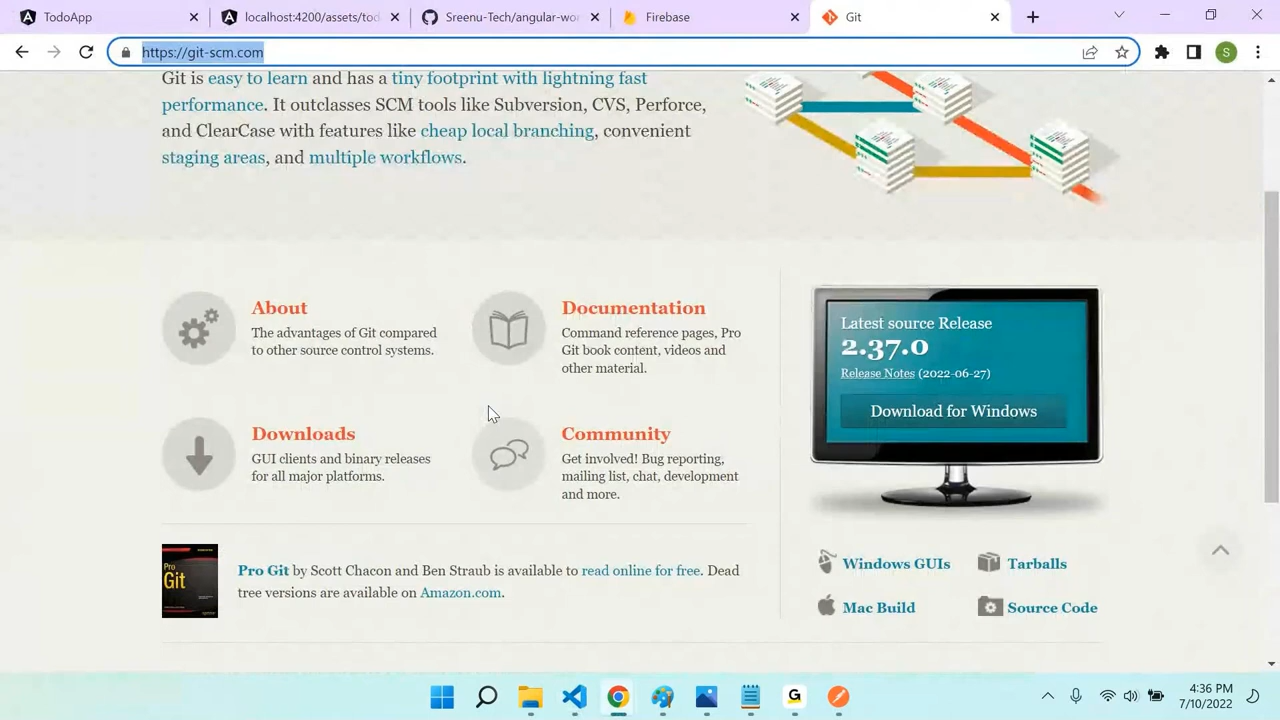 TodoApp
localhost:4200/assets/tod
Sreenu-Tech/angular-wo
Firebase
Git
https://git-scm.com
S
Git is easy to learn and has a tiny footprint with lightning fast
performance. It outclasses SCM tools like Subversion, CVS, Perforce,
and ClearCase with features like cheap local branching, convenient
staging areas, and multiple workflows.
About
The advantages of Git compared
to other source control systems.
Documentation
Command reference pages, Pro
Git book content, videos and
other material.
Downloads
GUI clients and binary releases
for all major platforms.
Community
Get involved! Bug reporting,
mailing list, chat, development
and more.
Latest source Release
2.37.0
Release Notes (2022-06-27)
Download for Windows
Windows GUIs
Tarballs
Mac Build
Source Code
Pro
Git
Pro Git by Scott Chacon and Ben Straub is available to read online for free. Dead
tree versions are available on Amazon.com.
G
4:36 PM
7/10/2022